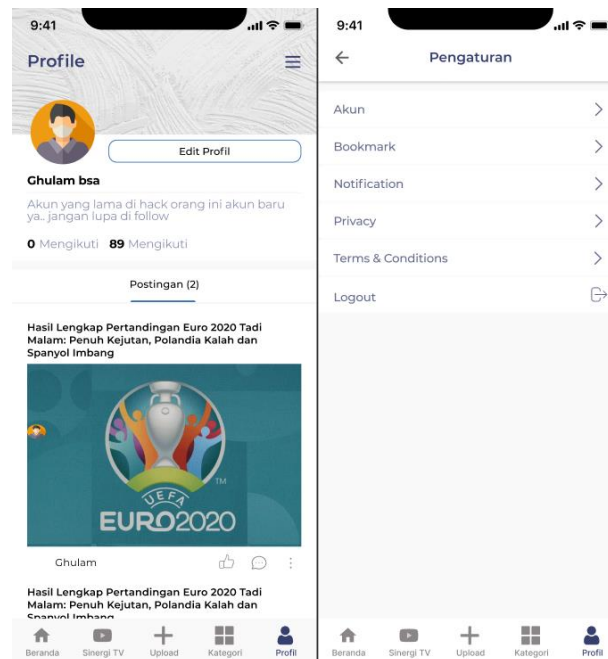 9:41
Profile
Edit Profil
Ghulam bsa
Akun yang lama di hack orang ini akun baru
ya.. jangan lupa di follow
0 Mengikuti 89 Mengikuti
Postingan (2)
Hasil Lengkap Pertandingan Euro 2020 Tadi
Malam: Penuh Kejutan, Polandia Kalah dan
Spanyol Imbang
TM
UEFA
EURO2020
Ghulam
Hasil Lengkap Pertandingan Euro 2020 Tadi
Malam: Penuh Kejutan, Polandia Kalah dan
Spanyol Imbang
Beranda Sinergi TV Upload Kategori Profil
9:41
Pengaturan
Akun
Bookmark
Notification
Privacy
Terms & Conditions
Logout
Beranda Sinergi TV Upload Kategori Profil